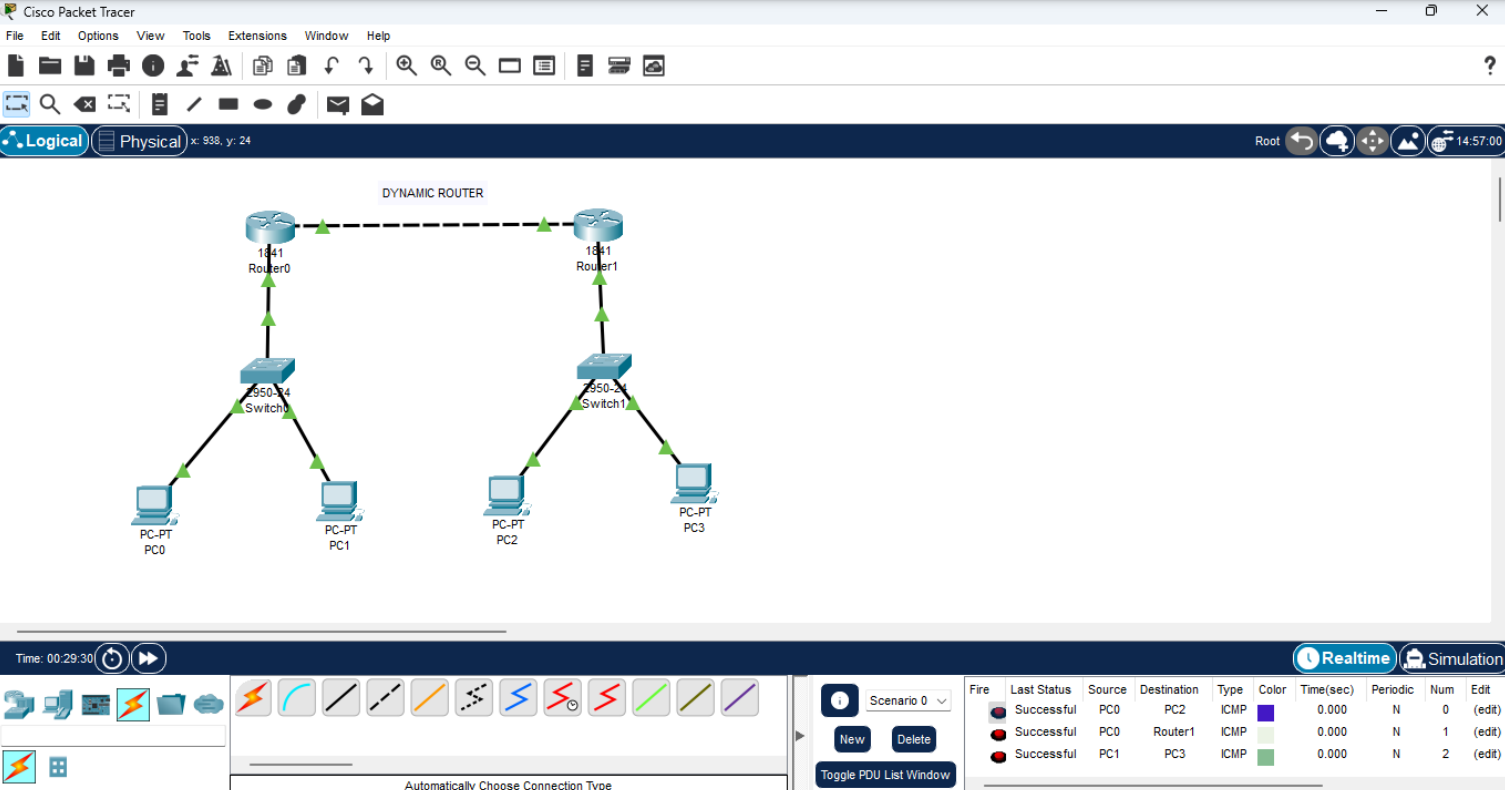 Cisco Packet Tracer
File Edit Options View Tools Extensions Window Help
Logical Physical x: 938, y: 24 Root 14:57:00
DYNAMIC ROUTER
1841
Router0
1841
Router1
2950-24
Switch0
2950-24
Switch1
PC-PT
PC0
PC-PT
PC1
PC-PT
PC2
PC-PT
PC3
Time: 00:29:30 Realtime Simulation
Automatically Choose Connection Type
Scenario 0
New Delete
Toggle PDU List Window
Fire Last Status Source Destination Type Color Time(sec) Periodic Num Edit
Successful PC0 PC2 ICMP 0.000 N 0 (edit)
Successful PC0 Router1 ICMP 0.000 N 1 (edit)
Successful PC1 PC3 ICMP 0.000 N 2 (edit)